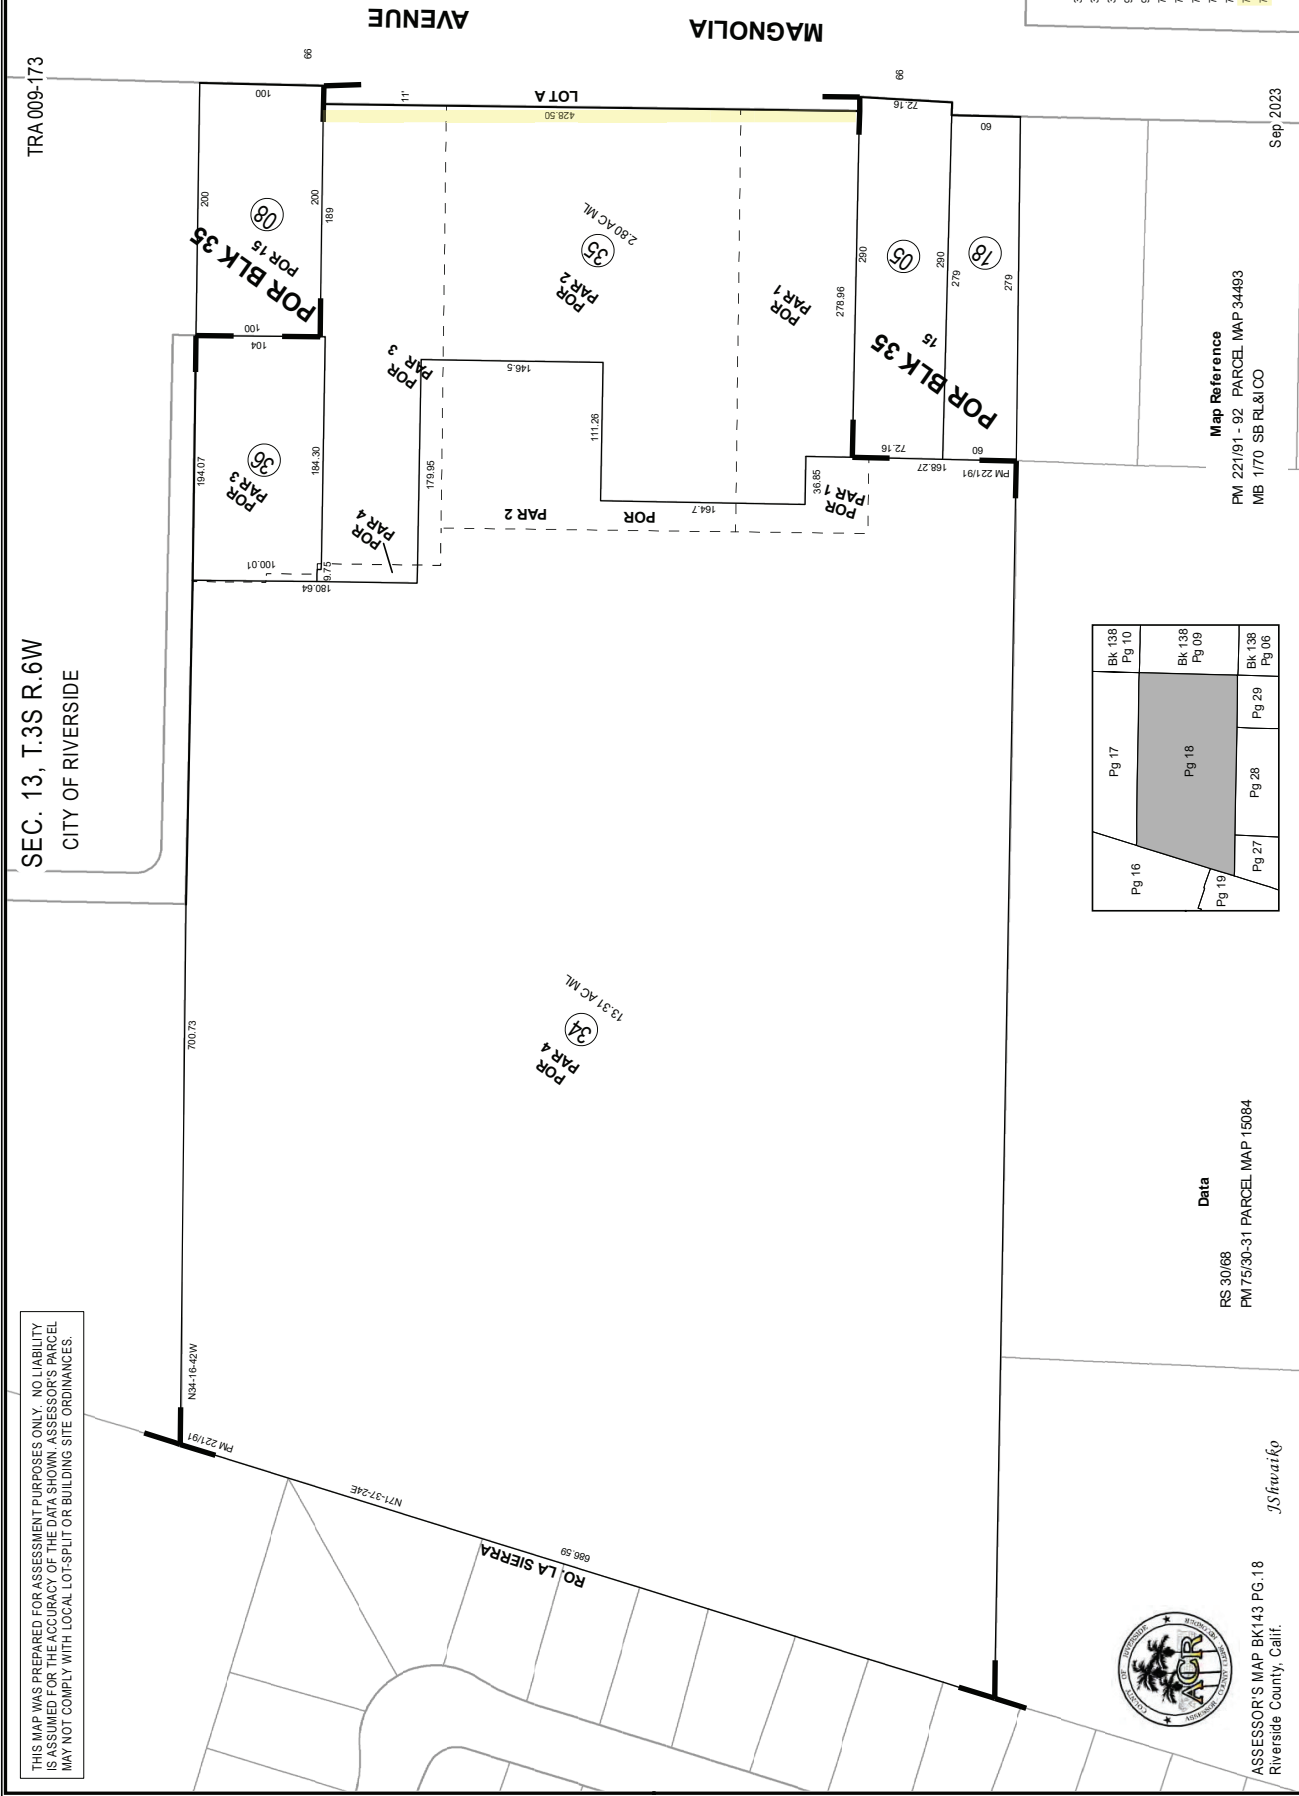 THIS MAP WAS PREPARED FOR ASSESSMENT PURPOSES ONLY. NO LIABILITY
IS ASSUMED FOR THE ACCURACY OF THE DATA SHOWN. ASSESSOR'S PARCEL
MAY NOT COMPLY WITH LOCAL LOT-SPLIT OR BUILDING SITE ORDINANCES.
SEC. 13, T.3S R.6W
CITY OF RIVERSIDE
TRA 009-173
PM 221/91
N34-16-42W
700.73
194.07
200
100
66
POR
PAR 3
36
104
100
POR BLK 35
POR 15
08
100.01
184.30
200
189
180.64
9.75
POR
PAR 4
POR
PAR 3
11'
MAGNOLIA
AVENUE
N71-37-24E
RO. LA SIERRA
686.59
179.95
146.5
111.26
POR
PAR 2
35
2.80 AC ML
428.50
LOT A
POR
PAR 4
34
13.31 AC ML
POR
PAR 2
164.7
POR
PAR 1
36.85
POR
PAR 1
278.96
290
72.16
66
05
72.16
168.27
POR BLK 35
15
290
279
18
60
60
279
PM 221/91
Pg 16
Pg 17
Bk 138
Pg 10
Pg 18
Bk 138
Pg 09
Pg 19
Pg 27
Pg 28
Pg 29
Bk 138
Pg 06
Data
RS 30/68
PM 75/30-31 PARCEL MAP 15084
Map Reference
PM 221/91 - 92 PARCEL MAP 34493
MB 1/70 SB RL&I CO
COUNTY OF RIVERSIDE
ACR
ASSESSOR'S MAP BK143 PG.18
Riverside County, Calif.
JShwaiko
Sep 2023